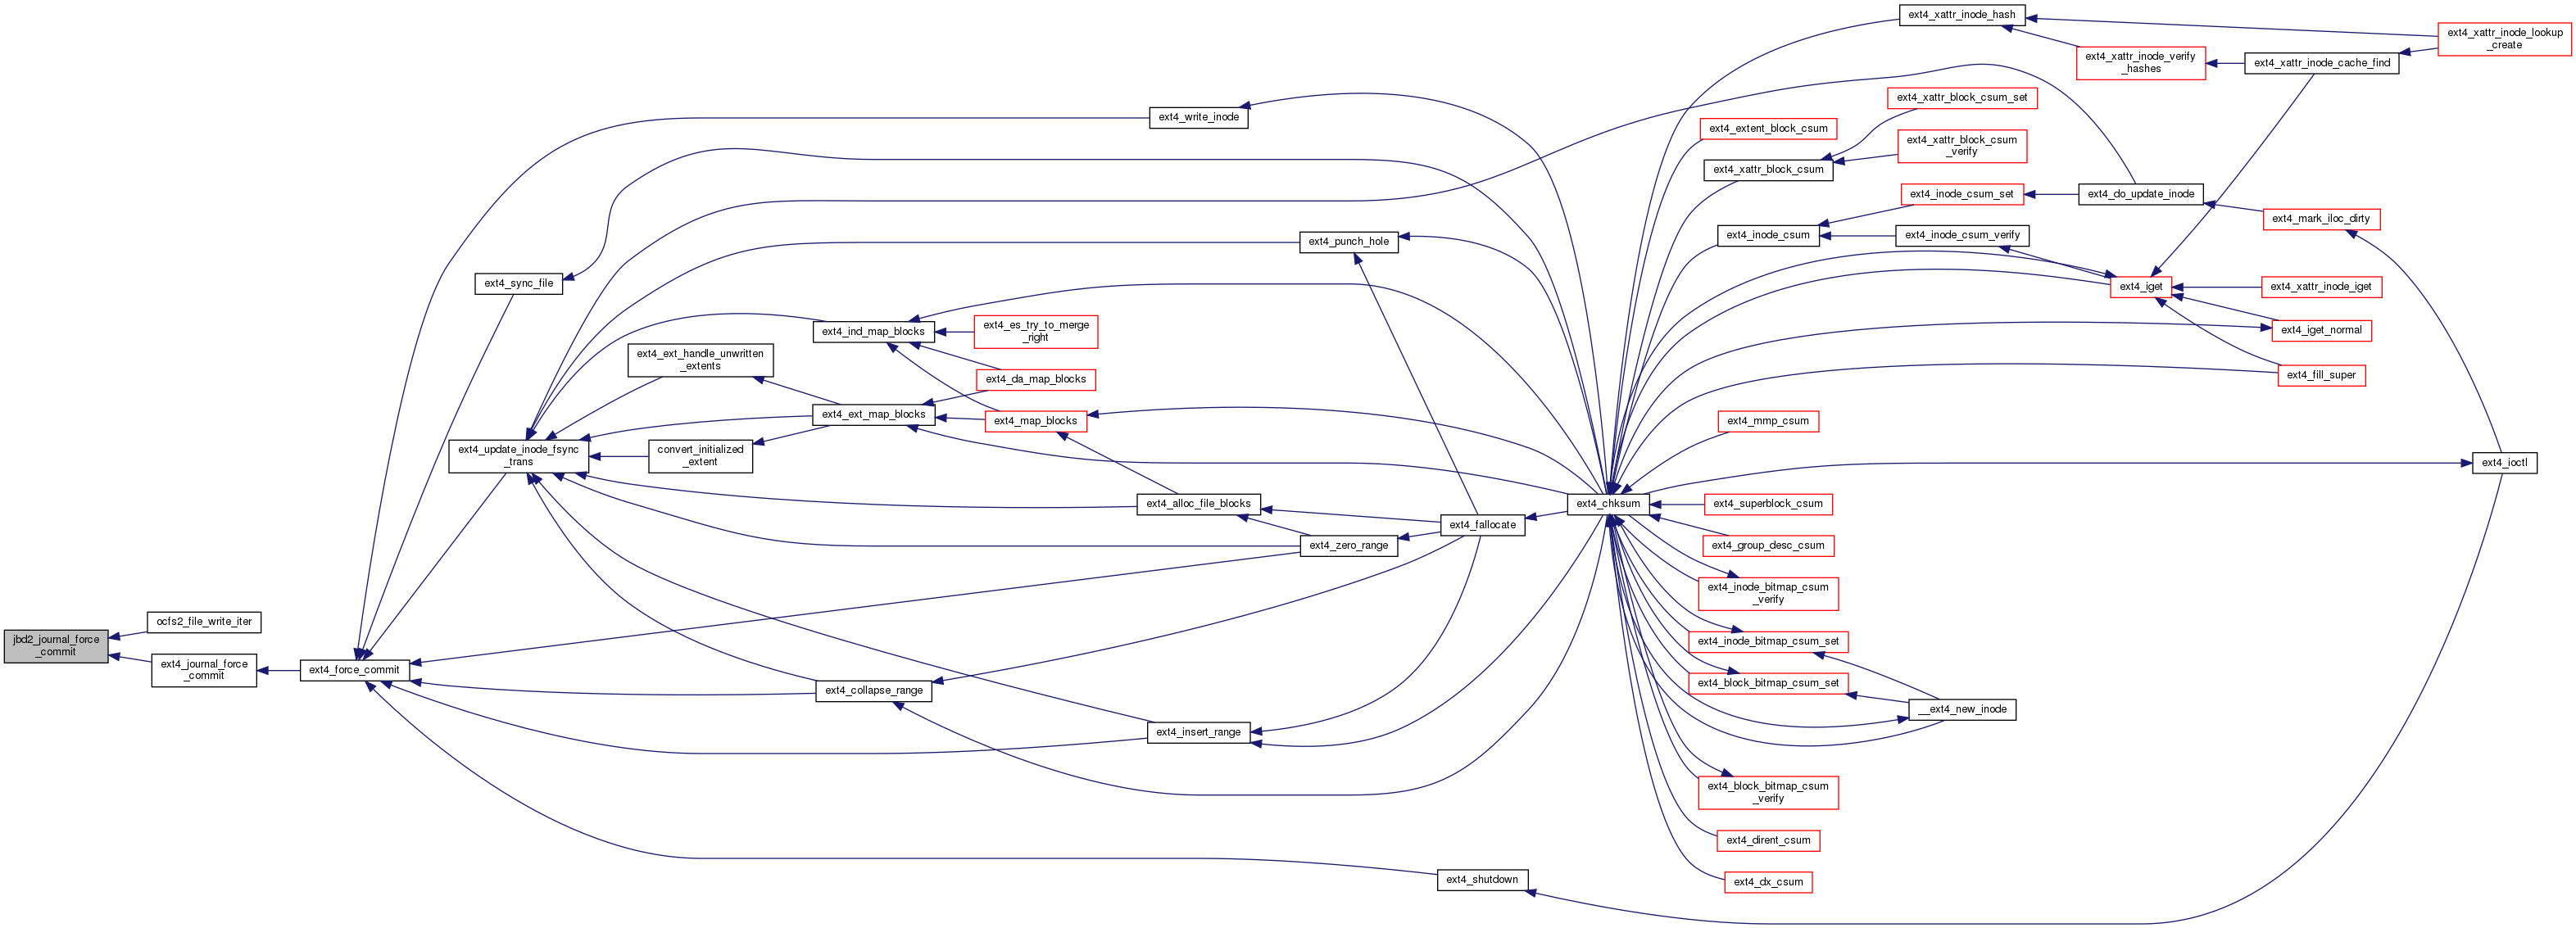 ext4_xattr_inode_hash
ext4_xattr_inode_lookup
_create
ext4_xattr_inode_verify
_hashes
ext4_xattr_inode_cache_find
ext4_xattr_block_csum_set
ext4_write_inode
ext4_extent_block_csum
ext4_xattr_block_csum
_verify
ext4_xattr_block_csum
ext4_inode_csum_set
ext4_do_update_inode
ext4_mark_iloc_dirty
ext4_inode_csum
ext4_inode_csum_verify
ext4_punch_hole
ext4_sync_file
ext4_iget
ext4_xattr_inode_iget
ext4_ind_map_blocks
ext4_es_try_to_merge
_right
ext4_iget_normal
ext4_ext_handle_unwritten
_extents
ext4_da_map_blocks
ext4_fill_super
ext4_ext_map_blocks
ext4_map_blocks
ext4_mmp_csum
ext4_update_inode_fsync
_trans
convert_initialized
_extent
ext4_ioctl
ext4_alloc_file_blocks
ext4_chksum
ext4_superblock_csum
ext4_fallocate
ext4_zero_range
ext4_group_desc_csum
ext4_inode_bitmap_csum
_verify
ocfs2_file_write_iter
jbd2_journal_force
_commit
ext4_inode_bitmap_csum_set
ext4_journal_force
_commit
ext4_force_commit
ext4_collapse_range
ext4_block_bitmap_csum_set
__ext4_new_inode
ext4_insert_range
ext4_block_bitmap_csum
_verify
ext4_dirent_csum
ext4_shutdown
ext4_dx_csum